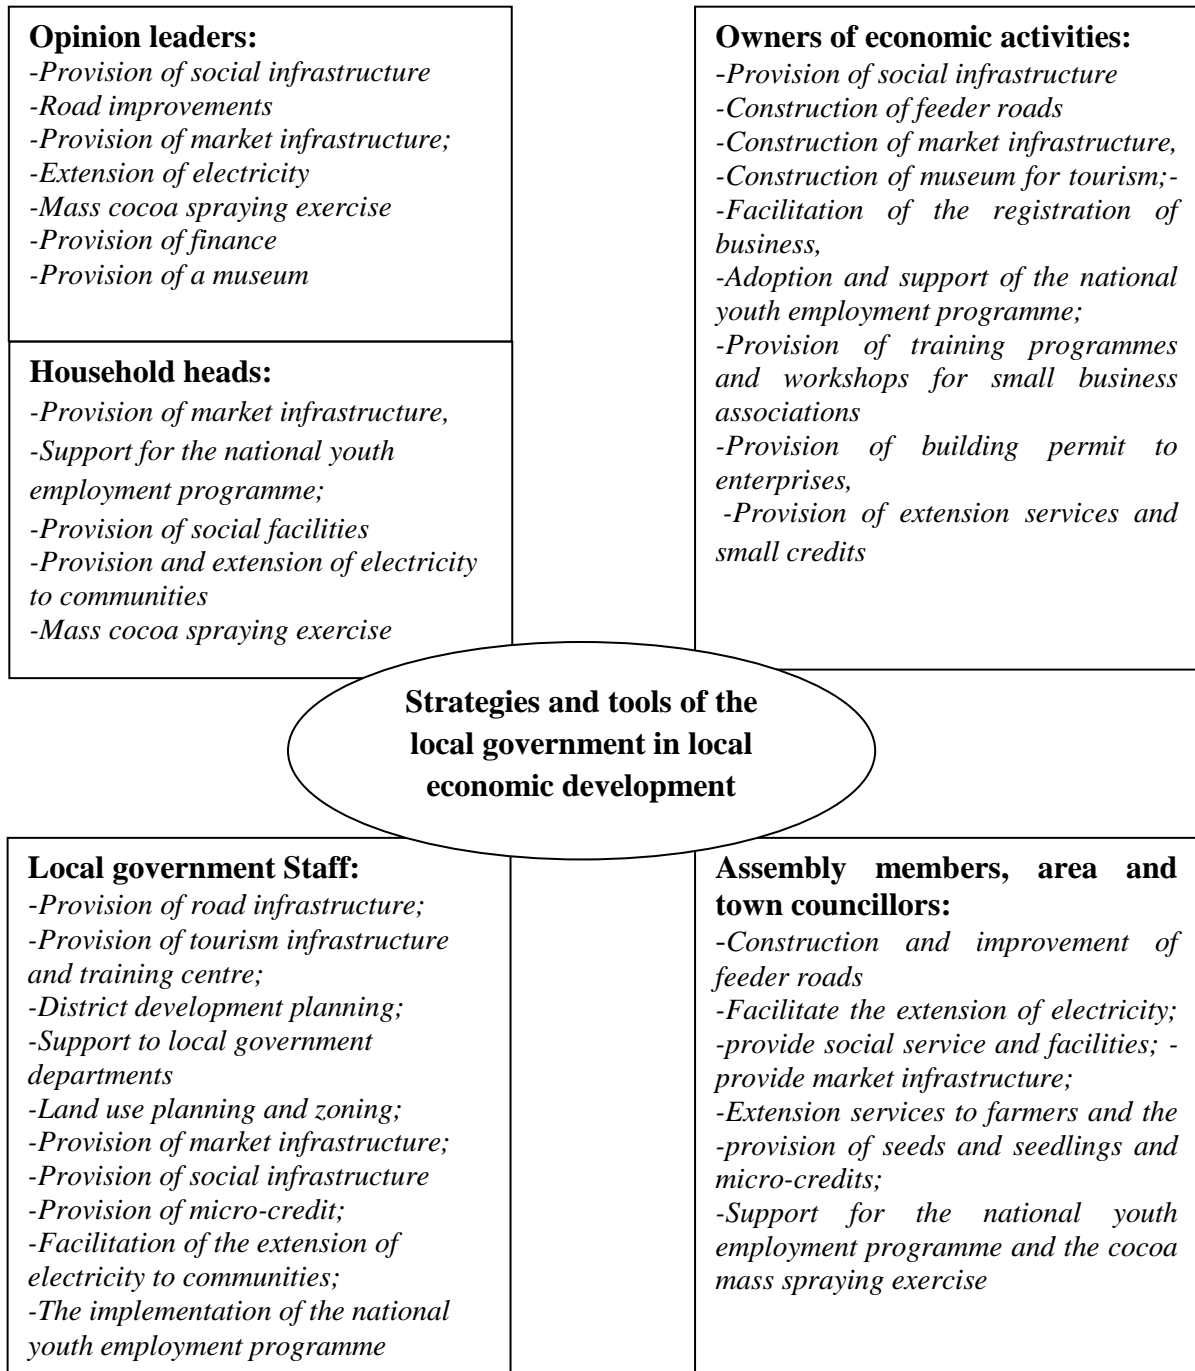 Opinion leaders:
-Provision of social infrastructure
-Road improvements
-Provision of market infrastructure;
-Extension of electricity
-Mass cocoa spraying exercise
-Provision of finance
-Provision of a museum
Household heads:
-Provision of market infrastructure,
-Support for the national youth
employment programme;
-Provision of social facilities
-Provision and extension of electricity
to communities
-Mass cocoa spraying exercise
Owners of economic activities:
-Provision of social infrastructure
-Construction of feeder roads
-Construction of market infrastructure,
-Construction of museum for tourism;-
-Facilitation of the registration of
business,
-Adoption and support of the national
youth employment programme;
-Provision of training programmes
and workshops for small business
associations
-Provision of building permit to
enterprises,
-Provision of extension services and
small credits
Strategies and tools of the
local government in local
economic development
Local government Staff:
-Provision of road infrastructure;
-Provision of tourism infrastructure
and training centre;
-District development planning;
-Support to local government
departments
-Land use planning and zoning;
-Provision of market infrastructure;
-Provision of social infrastructure
-Provision of micro-credit;
-Facilitation of the extension of
electricity to communities;
-The implementation of the national
youth employment programme
Assembly members, area and
town councillors:
-Construction and improvement of
feeder roads
-Facilitate the extension of electricity;
-provide social service and facilities; -
provide market infrastructure;
-Extension services to farmers and the
-provision of seeds and seedlings and
micro-credits;
-Support for the national youth
employment programme and the cocoa
mass spraying exercise